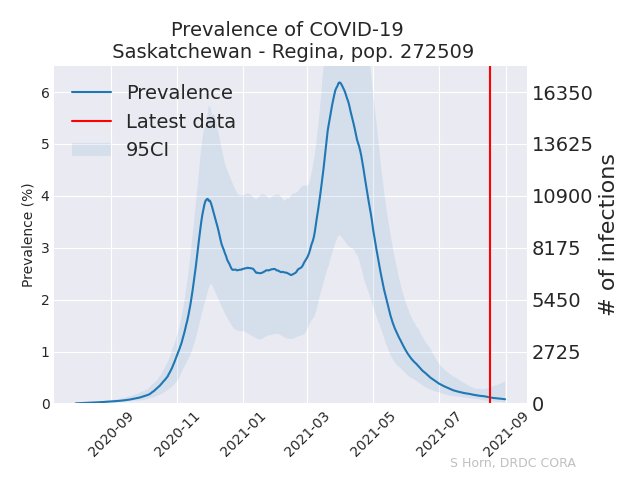 Prevalence of COVID-19
Saskatchewan - Regina, pop. 272509
Prevalence
Latest data
95CI
Prevalence (%)
6
5
4
3
2
1
0
16350
13625
10900
8175
5450
2725
0
# of infections
2020-09
2020-11
2021-01
2021-03
2021-05
2021-07
2021-09
S Horn, DRDC CORA